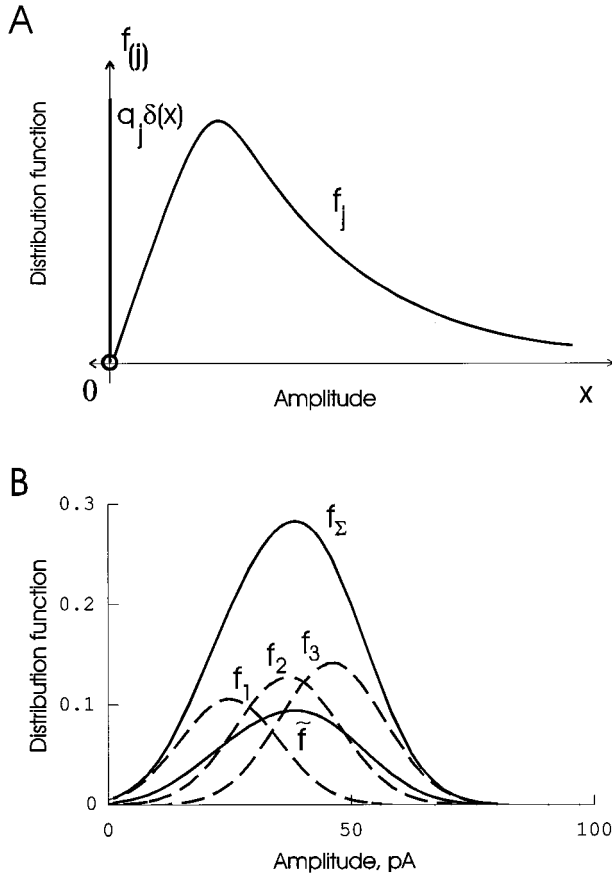 A
f(j)
qjδ(x)
fj
Distribution function
0
Amplitude
x
B
0.3
0.2
0.1
0
fΣ
f3
f2
f1
f̃
Distribution function
0
50
100
Amplitude, pA